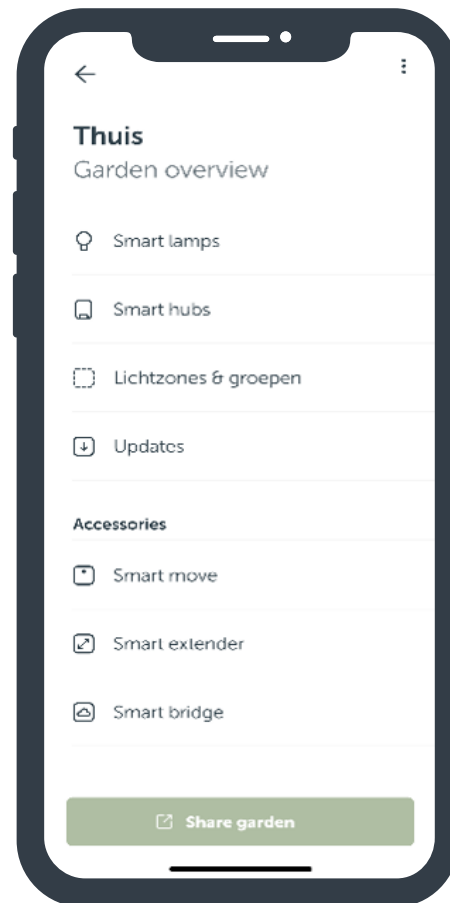 Thuis
Garden overview
Smart lamps
Smart hubs
Lichtzones & groepen
Updates
Accessories
Smart move
Smart extender
Smart bridge
Share garden